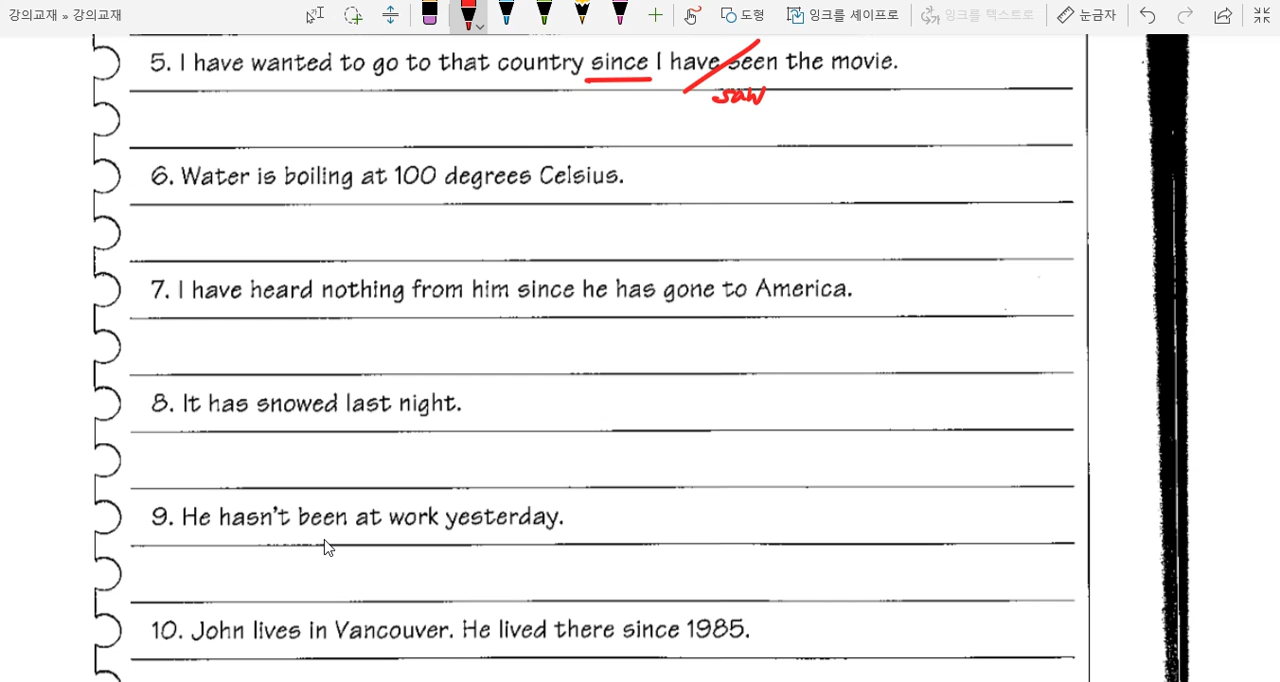 강의교재 » 강의교재 도형 잉크를 셰이프로 잉크를 텍스트로 눈금자
5. I have wanted to go to that country since I have seen the movie.
saw
6. Water is boiling at 100 degrees Celsius.
7. I have heard nothing from him since he has gone to America.
8. It has snowed last night.
9. He hasn't been at work yesterday.
10. John lives in Vancouver. He lived there since 1985.